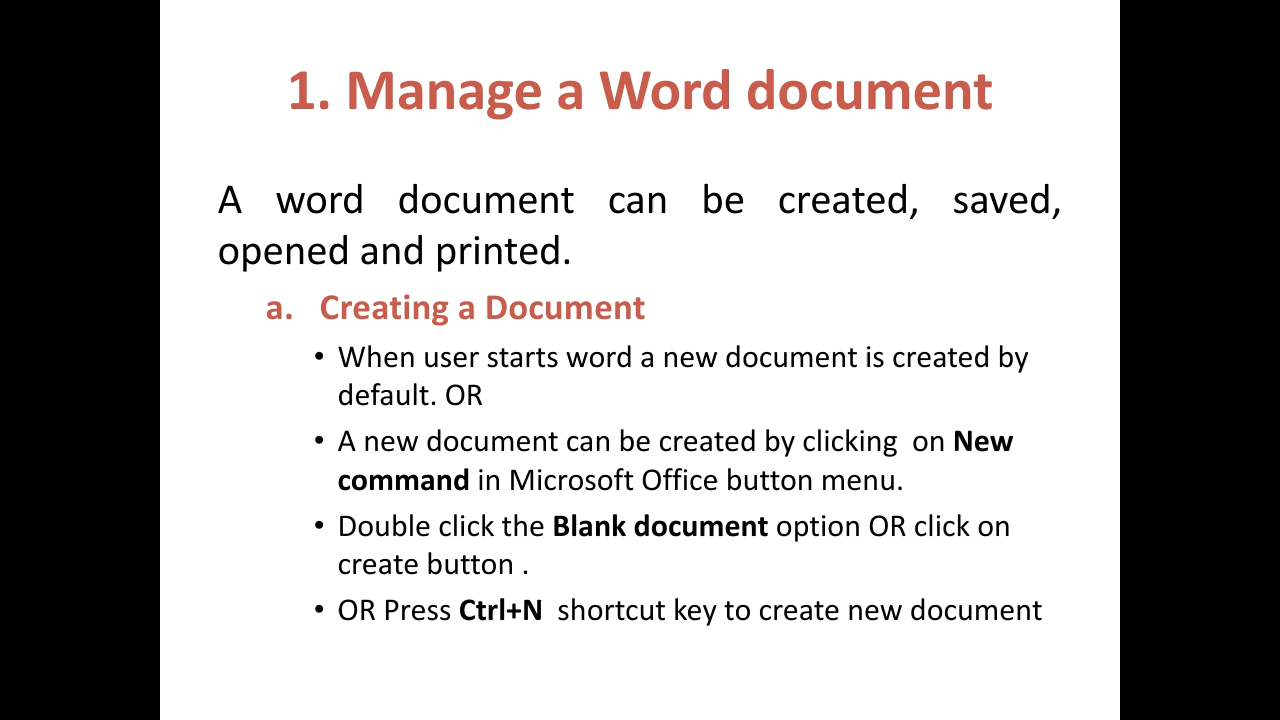 1. Manage a Word document
A word document can be created, saved,
opened and printed.
a. Creating a Document
• When user starts word a new document is created by
default. OR
• A new document can be created by clicking  on New
command in Microsoft Office button menu.
• Double click the Blank document option OR click on
create button .
• OR Press Ctrl+N  shortcut key to create new document